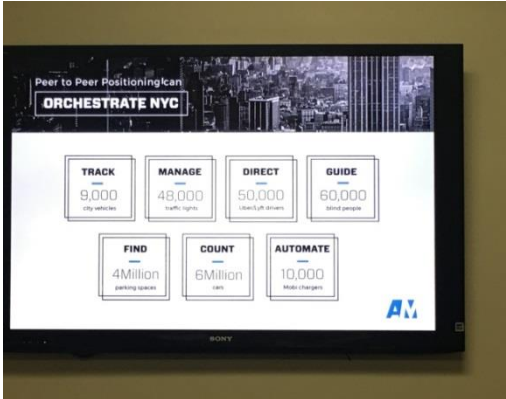 Peer to Peer Positioning can
ORCHESTRATE NYC
TRACK
9,000
city vehicles
MANAGE
48,000
traffic lights
DIRECT
50,000
Uber/Lyft drivers
GUIDE
60,000
blind people
FIND
4Million
parking spaces
COUNT
6Million
cars
AUTOMATE
10,000
Mobi chargers
AM
SONY